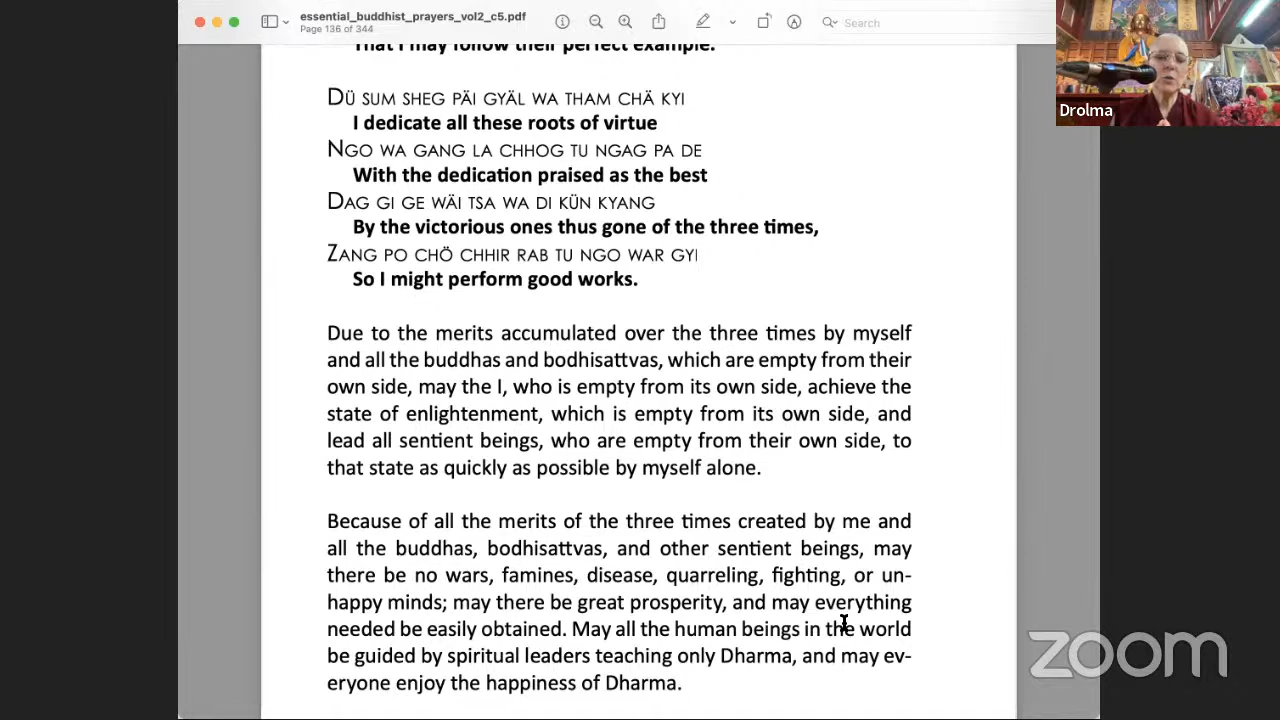 essential_buddhist_prayers_vol2_c5.pdf
Page 136 of 344
Search
Drolma
That I may follow their perfect example.
DÜ SUM SHEG PÄI GYÄL WA THAM CHÄ KYI
I dedicate all these roots of virtue
NGO WA GANG LA CHHOG TU NGAG PA DE
With the dedication praised as the best
DAG GI GE WÄI TSA WA DI KÜN KYANG
By the victorious ones thus gone of the three times,
ZANG PO CHÖ CHHIR RAB TU NGO WAR GYI
So I might perform good works.
Due to the merits accumulated over the three times by myself
and all the buddhas and bodhisattvas, which are empty from their
own side, may the I, who is empty from its own side, achieve the
state of enlightenment, which is empty from its own side, and
lead all sentient beings, who are empty from their own side, to
that state as quickly as possible by myself alone.
Because of all the merits of the three times created by me and
all the buddhas, bodhisattvas, and other sentient beings, may
there be no wars, famines, disease, quarreling, fighting, or un-
happy minds; may there be great prosperity, and may everything
needed be easily obtained. May all the human beings in the world
be guided by spiritual leaders teaching only Dharma, and may ev-
eryone enjoy the happiness of Dharma.
zoom